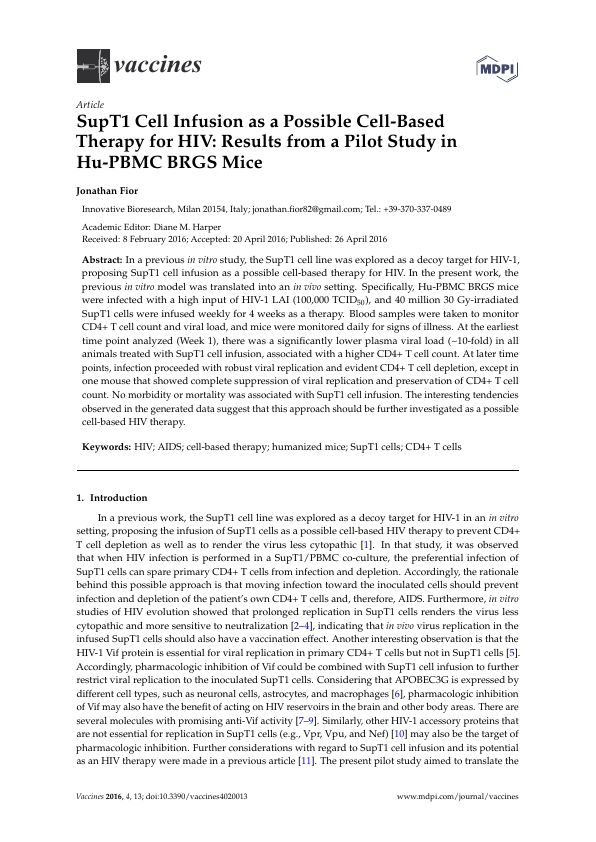 vaccines
MDPI
Article
SupT1 Cell Infusion as a Possible Cell-Based
Therapy for HIV: Results from a Pilot Study in
Hu-PBMC BRGS Mice
Jonathan Fior
Innovative Bioresearch, Milan 20154, Italy; jonathan.fior82@gmail.com; Tel.: +39-370-337-0489
Academic Editor: Diane M. Harper
Received: 8 February 2016; Accepted: 20 April 2016; Published: 26 April 2016
Abstract: In a previous in vitro study, the SupT1 cell line was explored as a decoy target for HIV-1,
proposing SupT1 cell infusion as a possible cell-based therapy for HIV. In the present work, the
previous in vitro model was translated into an in vivo setting. Specifically, Hu-PBMC BRGS mice
were infected with a high input of HIV-1 LAI (100,000 TCID50), and 40 million 30 Gy-irradiated
SupT1 cells were infused weekly for 4 weeks as a therapy. Blood samples were taken to monitor
CD4+ T cell count and viral load, and mice were monitored daily for signs of illness. At the earliest
time point analyzed (Week 1), there was a significantly lower plasma viral load (~10-fold) in all
animals treated with SupT1 cell infusion, associated with a higher CD4+ T cell count. At later time
points, infection proceeded with robust viral replication and evident CD4+ T cell depletion, except in
one mouse that showed complete suppression of viral replication and preservation of CD4+ T cell
count. No morbidity or mortality was associated with SupT1 cell infusion. The interesting tendencies
observed in the generated data suggest that this approach should be further investigated as a possible
cell-based HIV therapy.
Keywords: HIV; AIDS; cell-based therapy; humanized mice; SupT1 cells; CD4+ T cells
1. Introduction
In a previous work, the SupT1 cell line was explored as a decoy target for HIV-1 in an in vitro
setting, proposing the infusion of SupT1 cells as a possible cell-based HIV therapy to prevent CD4+
T cell depletion as well as to render the virus less cytopathic [1]. In that study, it was observed
that when HIV infection is performed in a SupT1/PBMC co-culture, the preferential infection of
SupT1 cells can spare primary CD4+ T cells from infection and depletion. Accordingly, the rationale
behind this possible approach is that moving infection toward the inoculated cells should prevent
infection and depletion of the patient's own CD4+ T cells and, therefore, AIDS. Furthermore, in vitro
studies of HIV evolution showed that prolonged replication in SupT1 cells renders the virus less
cytopathic and more sensitive to neutralization [2–4], indicating that in vivo virus replication in the
infused SupT1 cells should also have a vaccination effect. Another interesting observation is that the
HIV-1 Vif protein is essential for viral replication in primary CD4+ T cells but not in SupT1 cells [5].
Accordingly, pharmacologic inhibition of Vif could be combined with SupT1 cell infusion to further
restrict viral replication to the inoculated SupT1 cells. Considering that APOBEC3G is expressed by
different cell types, such as neuronal cells, astrocytes, and macrophages [6], pharmacologic inhibition
of Vif may also have the benefit of acting on HIV reservoirs in the brain and other body areas. There are
several molecules with promising anti-Vif activity [7–9]. Similarly, other HIV-1 accessory proteins that
are not essential for replication in SupT1 cells (e.g., Vpr, Vpu, and Nef) [10] may also be the target of
pharmacologic inhibition. Further considerations with regard to SupT1 cell infusion and its potential
as an HIV therapy were made in a previous article [11]. The present pilot study aimed to translate the
Vaccines 2016, 4, 13; doi:10.3390/vaccines4020013
www.mdpi.com/journal/vaccines